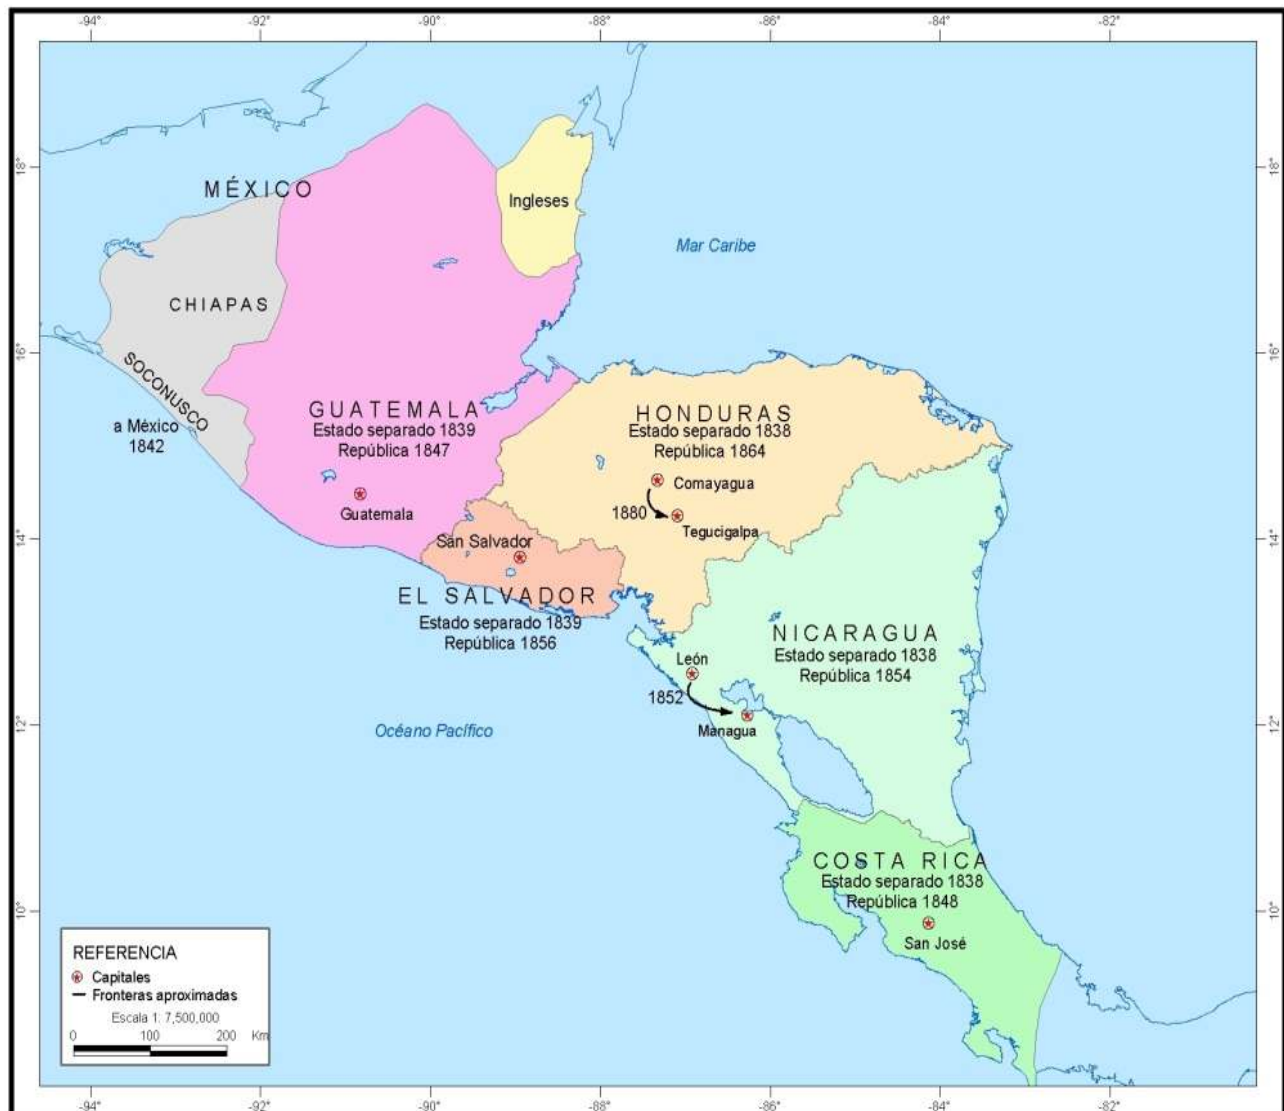 -94°
-92°
-90°
-88°
-86°
-84°
-82°
18°
18°
MÉXICO
Ingleses
Mar Caribe
CHIAPAS
16°
16°
SOCONUSCO
a México
1842
GUATEMALA
Estado separado 1839
República 1847
Guatemala
HONDURAS
Estado separado 1838
República 1864
Comayagua
1880
Tegucigalpa
14°
14°
San Salvador
EL SALVADOR
Estado separado 1839
República 1856
NICARAGUA
Estado separado 1838
República 1854
León
1852
Managua
12°
12°
Océano Pacífico
COSTA RICA
Estado separado 1838
República 1848
San José
10°
10°
REFERENCIA
Capitales
Fronteras aproximadas
Escala 1: 7,500,000
0 100 200 Km
-94°
-92°
-90°
-88°
-86°
-84°
-82°